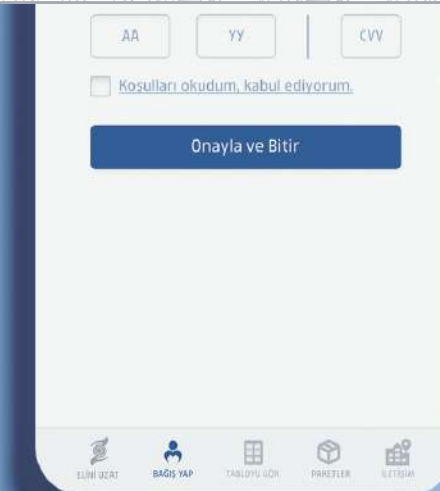 AA YY CVV
Koşulları okudum, kabul ediyorum.
Onayla ve Bitir
ELİNİ UZAT BAĞIŞ YAP TABLOYU GÖR PAKETLER İLETİŞİM